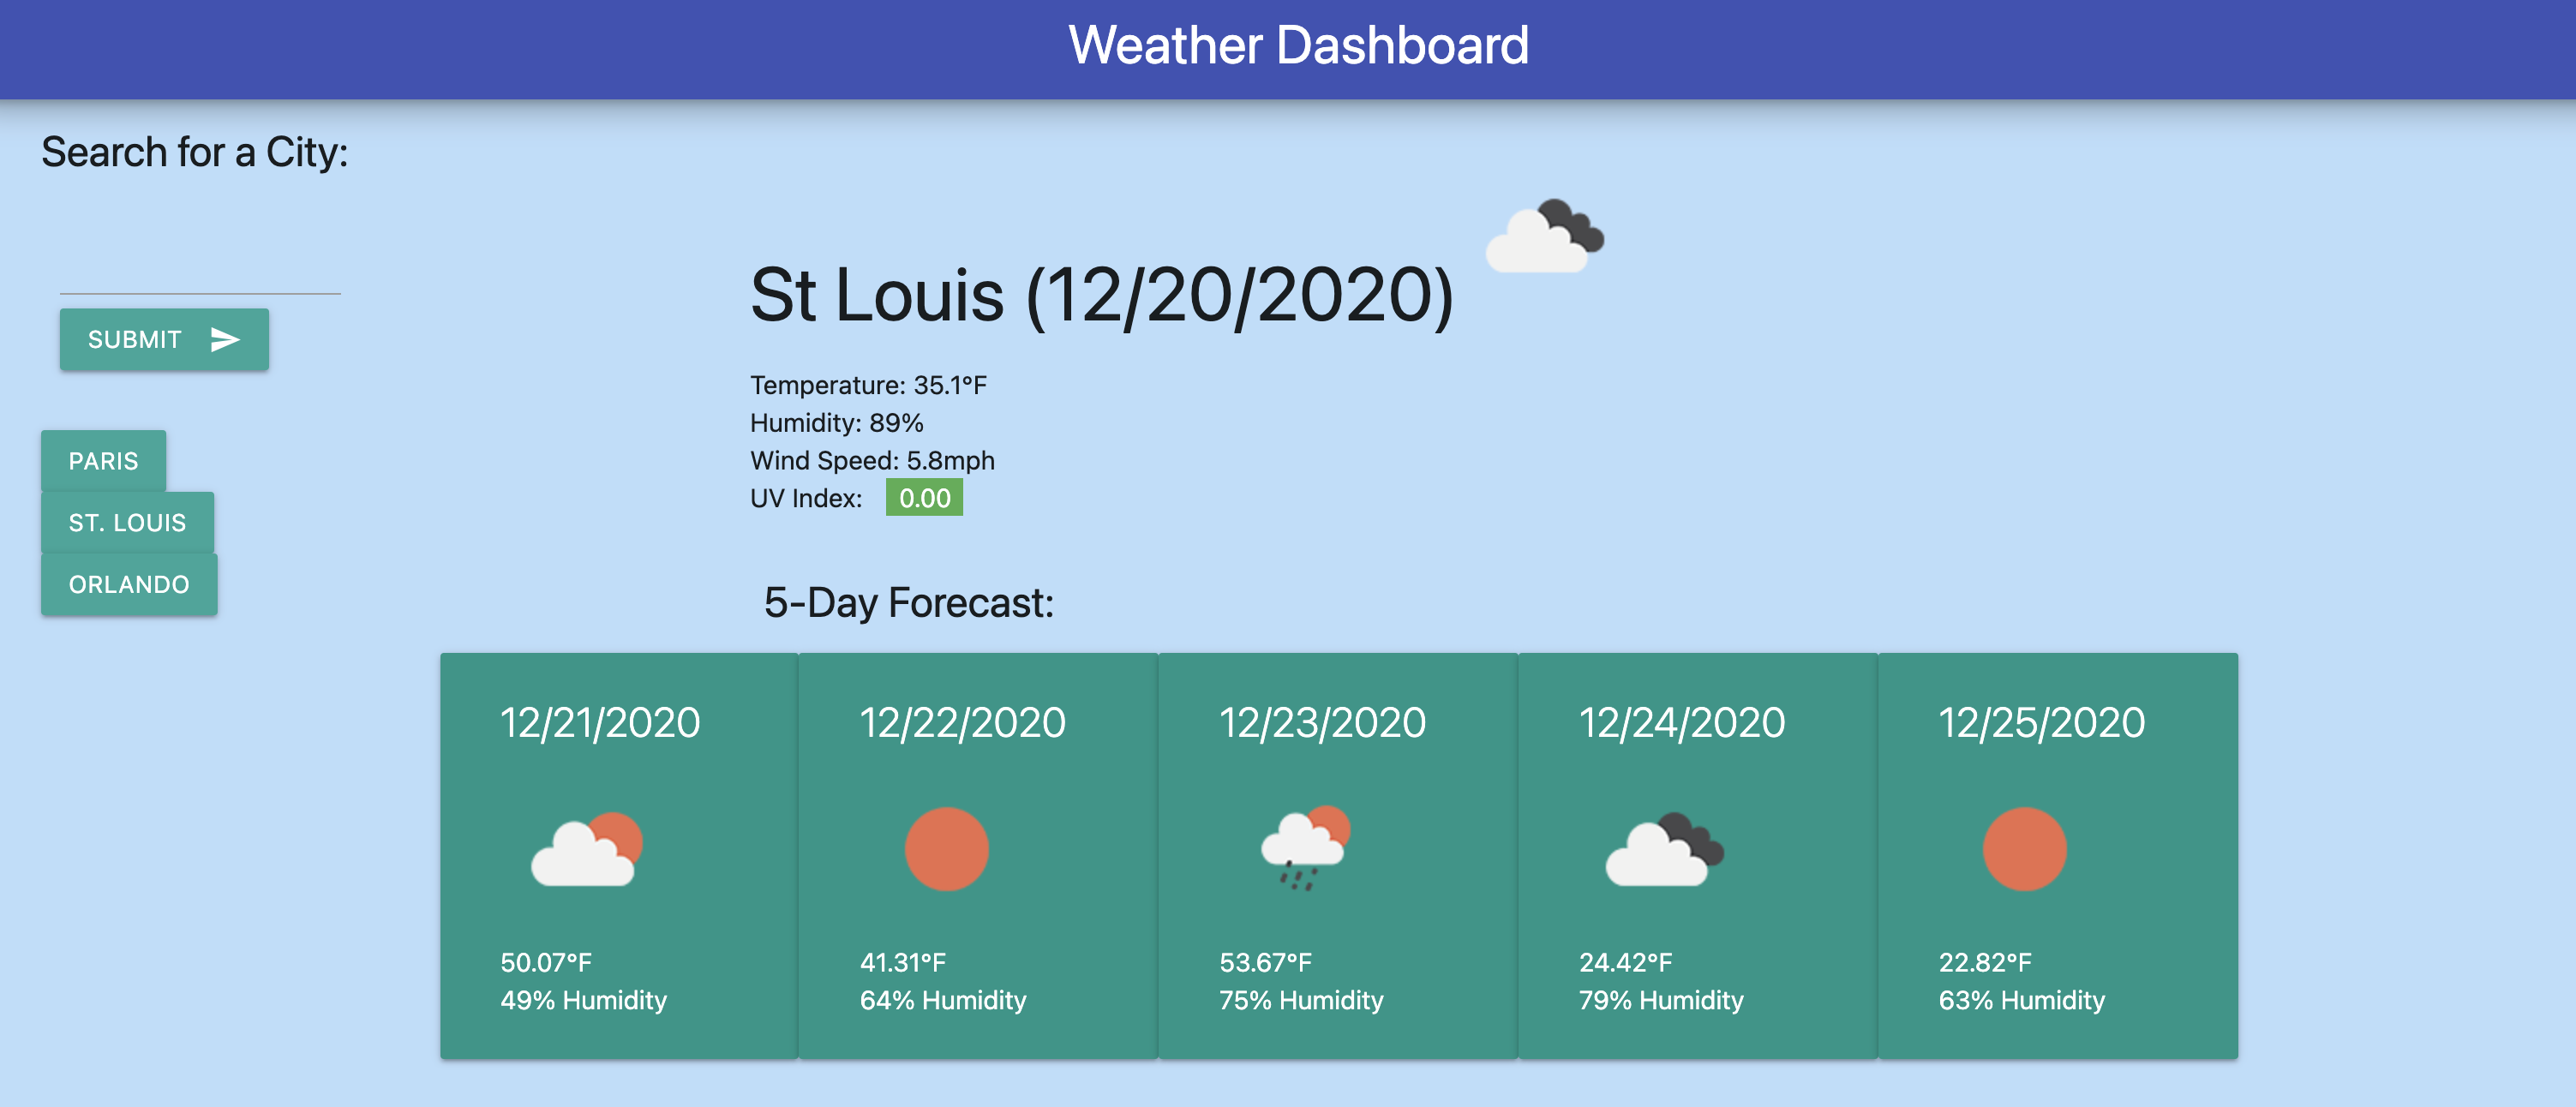 Weather Dashboard
Search for a City:
SUBMIT
PARIS
ST. LOUIS
ORLANDO
St Louis (12/20/2020)
Temperature: 35.1°F
Humidity: 89%
Wind Speed: 5.8mph
UV Index: 0.00
5-Day Forecast:
12/21/2020
50.07°F
49% Humidity
12/22/2020
41.31°F
64% Humidity
12/23/2020
53.67°F
75% Humidity
12/24/2020
24.42°F
79% Humidity
12/25/2020
22.82°F
63% Humidity